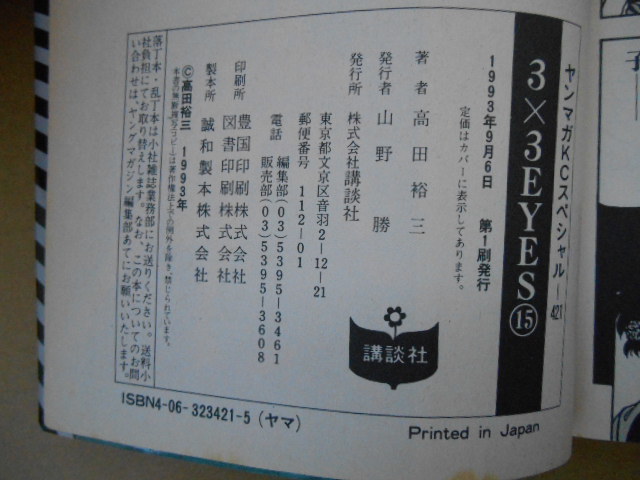 ヤンマガKCスペシャル―421
3×3EYES⑮
1993年9月6日　第1刷発行
定価はカバーに表示してあります。
著者　高田裕三
発行者　山野　勝
発行所　株式会社講談社
東京都文京区音羽2―12―21
郵便番号　112―01
電話　編集部(03)5395―3461
販売部(03)5395―3608
印刷所　豊国印刷株式会社
図書印刷株式会社
製本所　誠和製本株式会社
©高田裕三　1993年
落丁本・乱丁本は小社雑誌業務部にお送りください。送料小
社負担にてお取り替えします。なお、この本についてのお問
い合わせは、ヤングマガジン編集部あてにお願いいたします。
講談社
ISBN4-06-323421-5 (ヤマ)
Printed in Japan
子